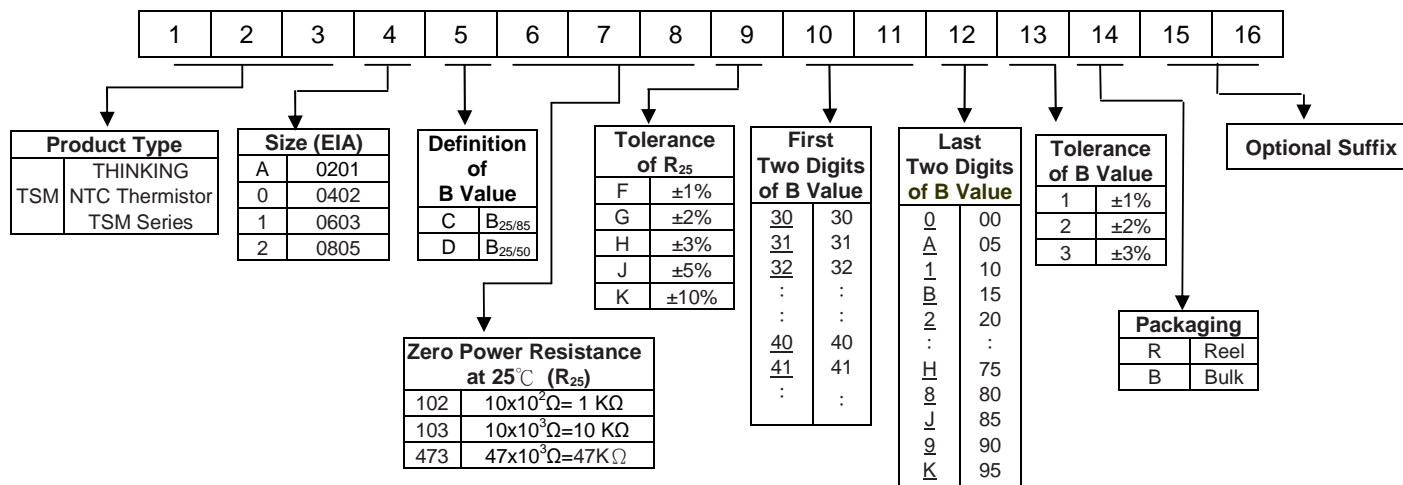 1 2 3 4 5 6 7 8 9 10 11 12 13 14 15 16
Product Type
TSM
THINKING
NTC Thermistor
TSM Series
Size (EIA)
A 0201
0 0402
1 0603
2 0805
Definition
of
B Value
C B25/85
D B25/50
Zero Power Resistance
at 25℃ (R25)
102 10x10²Ω= 1 KΩ
103 10x10³Ω=10 KΩ
473 47x10³Ω=47KΩ
Tolerance
of R25
F ±1%
G ±2%
H ±3%
J ±5%
K ±10%
First
Two Digits
of B Value
30 30
31 31
32 32
: :
: :
40 40
41 41
: :
Last
Two Digits
of B Value
0 00
A 05
1 10
B 15
2 20
: :
H 75
8 80
J 85
9 90
K 95
Tolerance
of B Value
1 ±1%
2 ±2%
3 ±3%
Packaging
R Reel
B Bulk
Optional Suffix